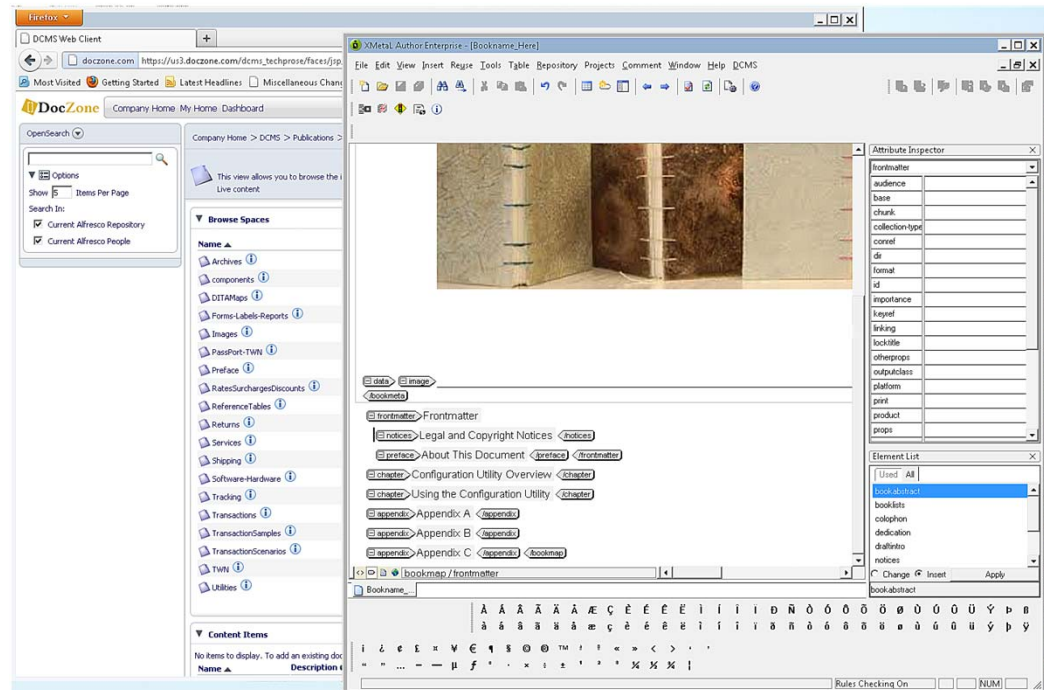 Firefox
DCMS Web Client
+
doczone.com https://us3.doczone.com/dcms_techprose/faces/jsp
Most Visited Getting Started Latest Headlines Miscellaneous Chang
DocZone Company Home My Home Dashboard
OpenSearch
Options
Show 5 Items Per Page
Search In:
Current Alfresco Repository
Current Alfresco People
Company Home > DCMS > Publications >
This view allows you to browse the i
Live content
Browse Spaces
Name
Archives
components
DITAMaps
Forms-Labels-Reports
Images
PassPort-TWN
Preface
RatesSurchargesDiscounts
ReferenceTables
Returns
Services
Shipping
Software-Hardware
Tracking
Transactions
TransactionSamples
TransactionScenarios
TWN
Utilities
Content Items
No items to display. To add an existing doc
Name Description
XMetaL Author Enterprise - [Bookname_Here]
File Edit View Insert Reuse Tools Table Repository Projects Comment Window Help DCMS
data image
/bookmeta
frontmatter Frontmatter
notices Legal and Copyright Notices /notices
preface About This Document /preface /frontmatter
chapter Configuration Utility Overview /chapter
chapter Using the Configuration Utility /chapter
appendix Appendix A /appendix
appendix Appendix B /appendix
appendix Appendix C /appendix /bookmap
bookmap/frontmatter
Bookname_...
Attribute Inspector
frontmatter
audience
base
chunk
collection-type
conref
dir
format
id
importance
keyref
linking
locktitle
otherprops
outputclass
platform
print
product
props
Element List
Used All
bookabstract
booklists
colophon
dedication
draftintro
notices
Change Insert Apply
bookabstract
À Á Â Ã Ä Å Æ Ç È É Ê Ë Ì Í Î Ï Ð Ñ Ò Ó Ô Õ Ö Ø Ù Ú Û Ü Ý Þ ß
à á â ã ä å æ ç è é ê ë ì í î ï ð ñ ò ó ô õ ö ø ù ú û ü ý þ ÿ
Rules Checking On NUM